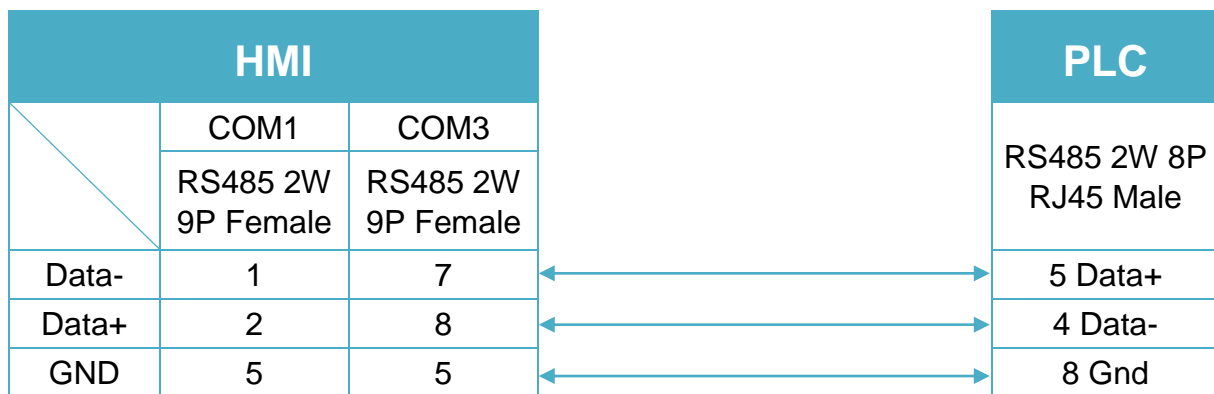 HMI PLC
COM1 COM3
RS485 2W 9P Female RS485 2W 9P Female RS485 2W 8P RJ45 Male
Data- 1 7 5 Data+
Data+ 2 8 4 Data-
GND 5 5 8 Gnd